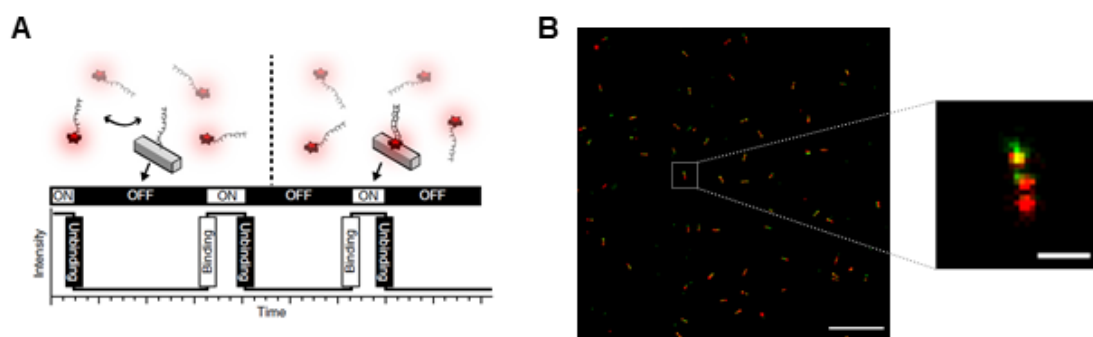 A
B
ON OFF ON OFF ON OFF
Intensity
Unbinding
Binding
Unbinding
Binding
Unbinding
Time